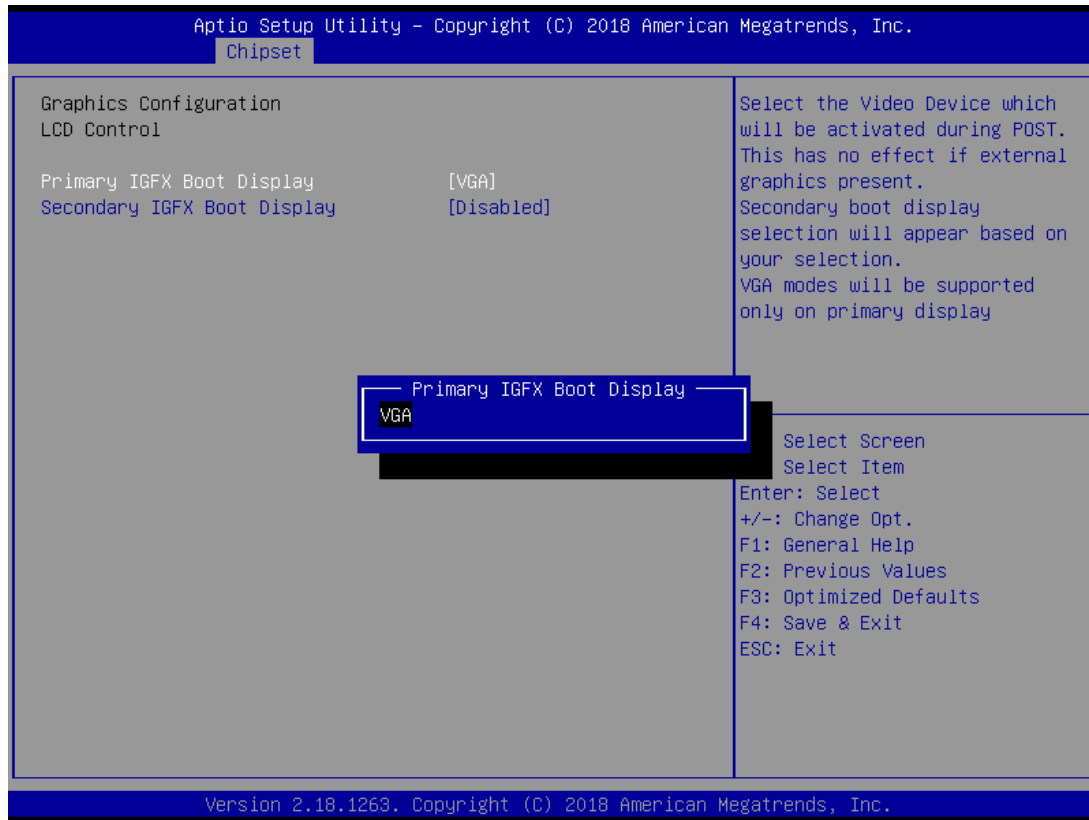 Aptio Setup Utility – Copyright (C) 2018 American Megatrends, Inc.
Chipset
Graphics Configuration
LCD Control
Primary IGFX Boot Display [VGA]
Secondary IGFX Boot Display [Disabled]
Select the Video Device which
will be activated during POST.
This has no effect if external
graphics present.
Secondary boot display
selection will appear based on
your selection.
VGA modes will be supported
only on primary display
Primary IGFX Boot Display
VGA
Select Screen
Select Item
Enter: Select
+/-: Change Opt.
F1: General Help
F2: Previous Values
F3: Optimized Defaults
F4: Save & Exit
ESC: Exit
Version 2.18.1263. Copyright (C) 2018 American Megatrends, Inc.